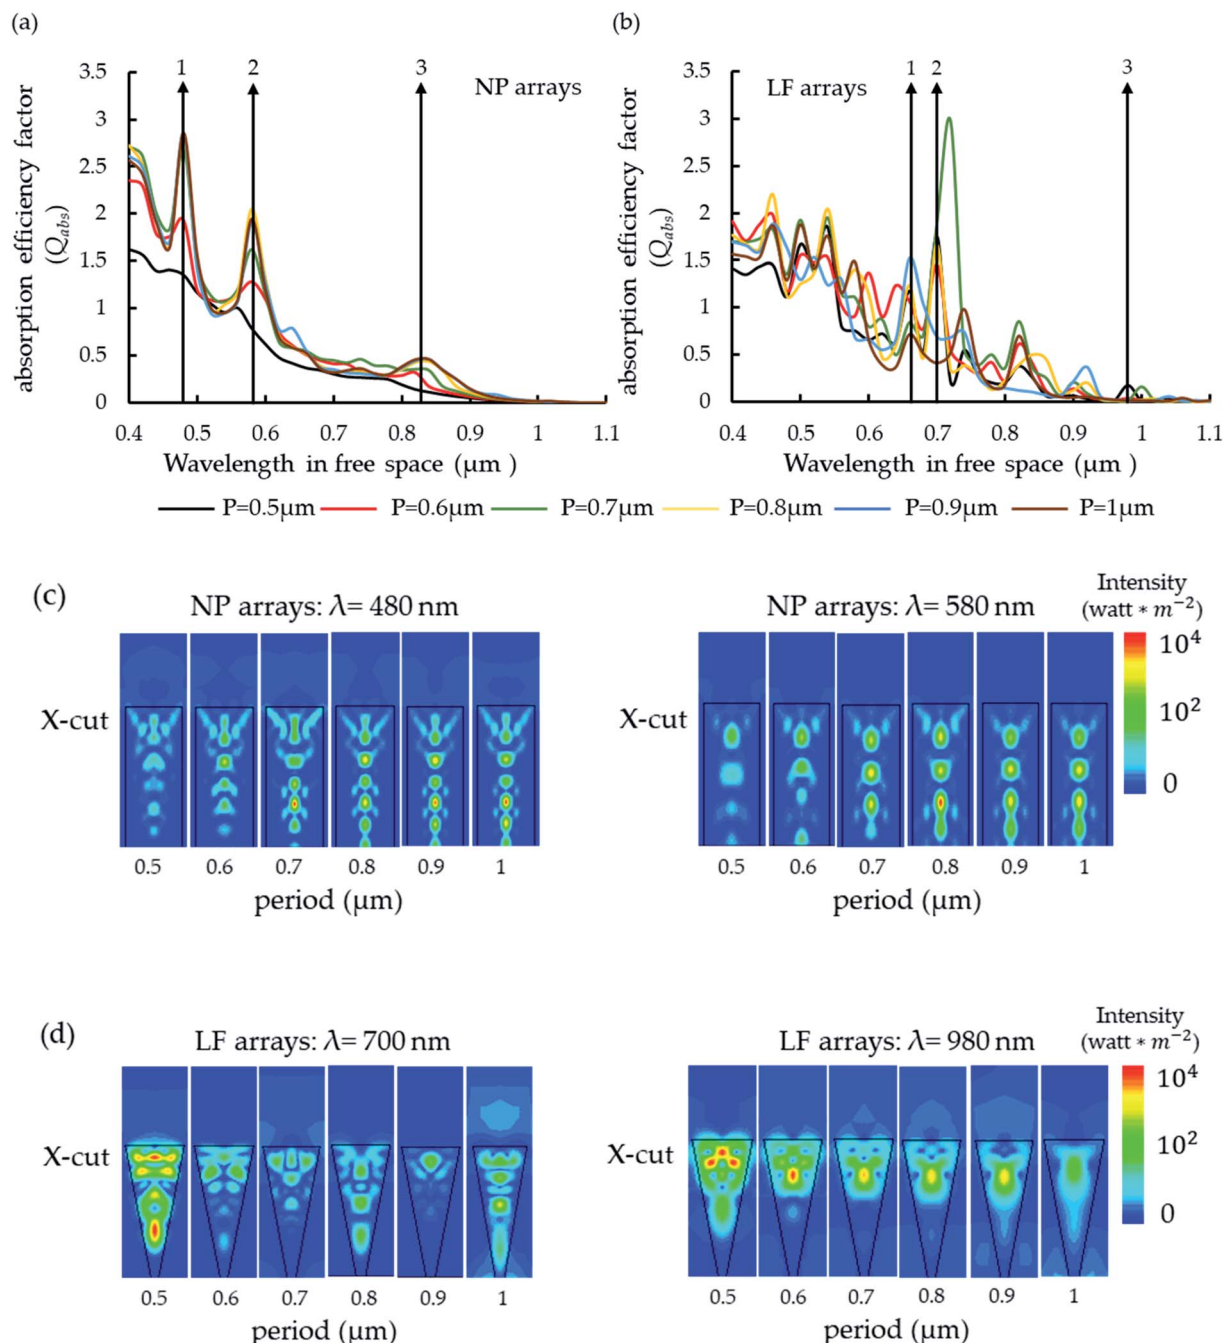 (a)
absorption efficiency factor
(Q_abs)
3.5
3
2.5
2
1.5
1
0.5
0
1
2
3
NP arrays
0.4 0.5 0.6 0.7 0.8 0.9 1 1.1
Wavelength in free space (μm )
(b)
absorption efficiency factor
(Q_abs)
3.5
3
2.5
2
1.5
1
0.5
0
1
2
3
LF arrays
0.4 0.5 0.6 0.7 0.8 0.9 1 1.1
Wavelength in free space (μm )
P=0.5μm P=0.6μm P=0.7μm P=0.8μm P=0.9μm P=1μm
(c)
NP arrays: λ= 480 nm
X-cut
0.5 0.6 0.7 0.8 0.9 1
period (μm)
NP arrays: λ= 580 nm
X-cut
0.5 0.6 0.7 0.8 0.9 1
period (μm)
Intensity
(watt * m⁻²)
10⁴
10²
0
(d)
LF arrays: λ= 700 nm
X-cut
0.5 0.6 0.7 0.8 0.9 1
period (μm)
LF arrays: λ= 980 nm
X-cut
0.5 0.6 0.7 0.8 0.9 1
period (μm)
Intensity
(watt * m⁻²)
10⁴
10²
0